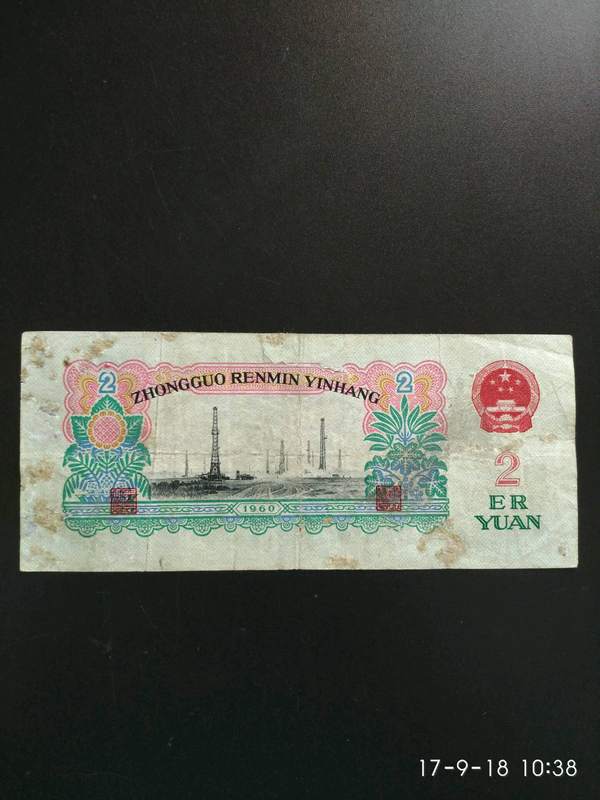 2
ZHONGGUO RENMIN YINHANG
2
1960
2
ER
YUAN
17-9-18 10:38